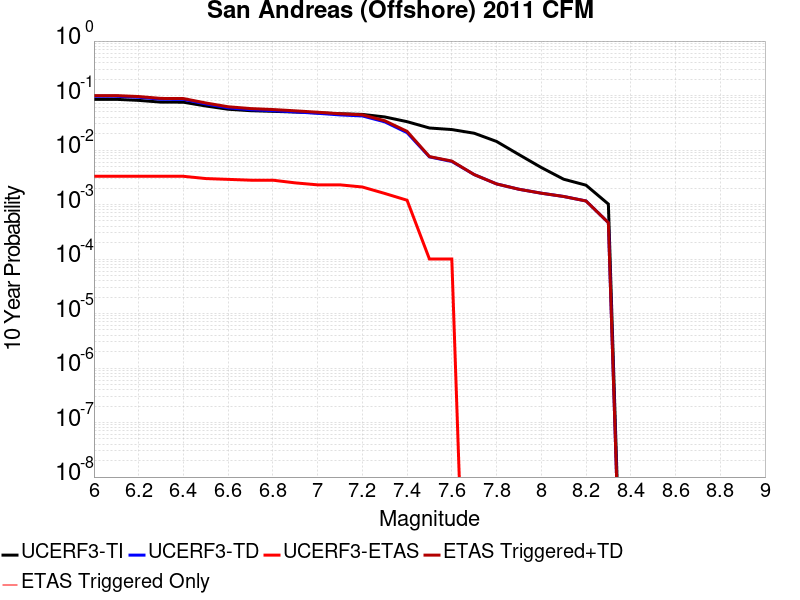 San Andreas (Offshore) 2011 CFM
10^0
10^-1
10^-2
10^-3
10^-4
10^-5
10^-6
10^-7
10^-8
10 Year Probability
6 6.2 6.4 6.6 6.8 7 7.2 7.4 7.6 7.8 8 8.2 8.4 8.6 8.8 9
Magnitude
UCERF3-TI UCERF3-TD UCERF3-ETAS ETAS Triggered+TD
ETAS Triggered Only